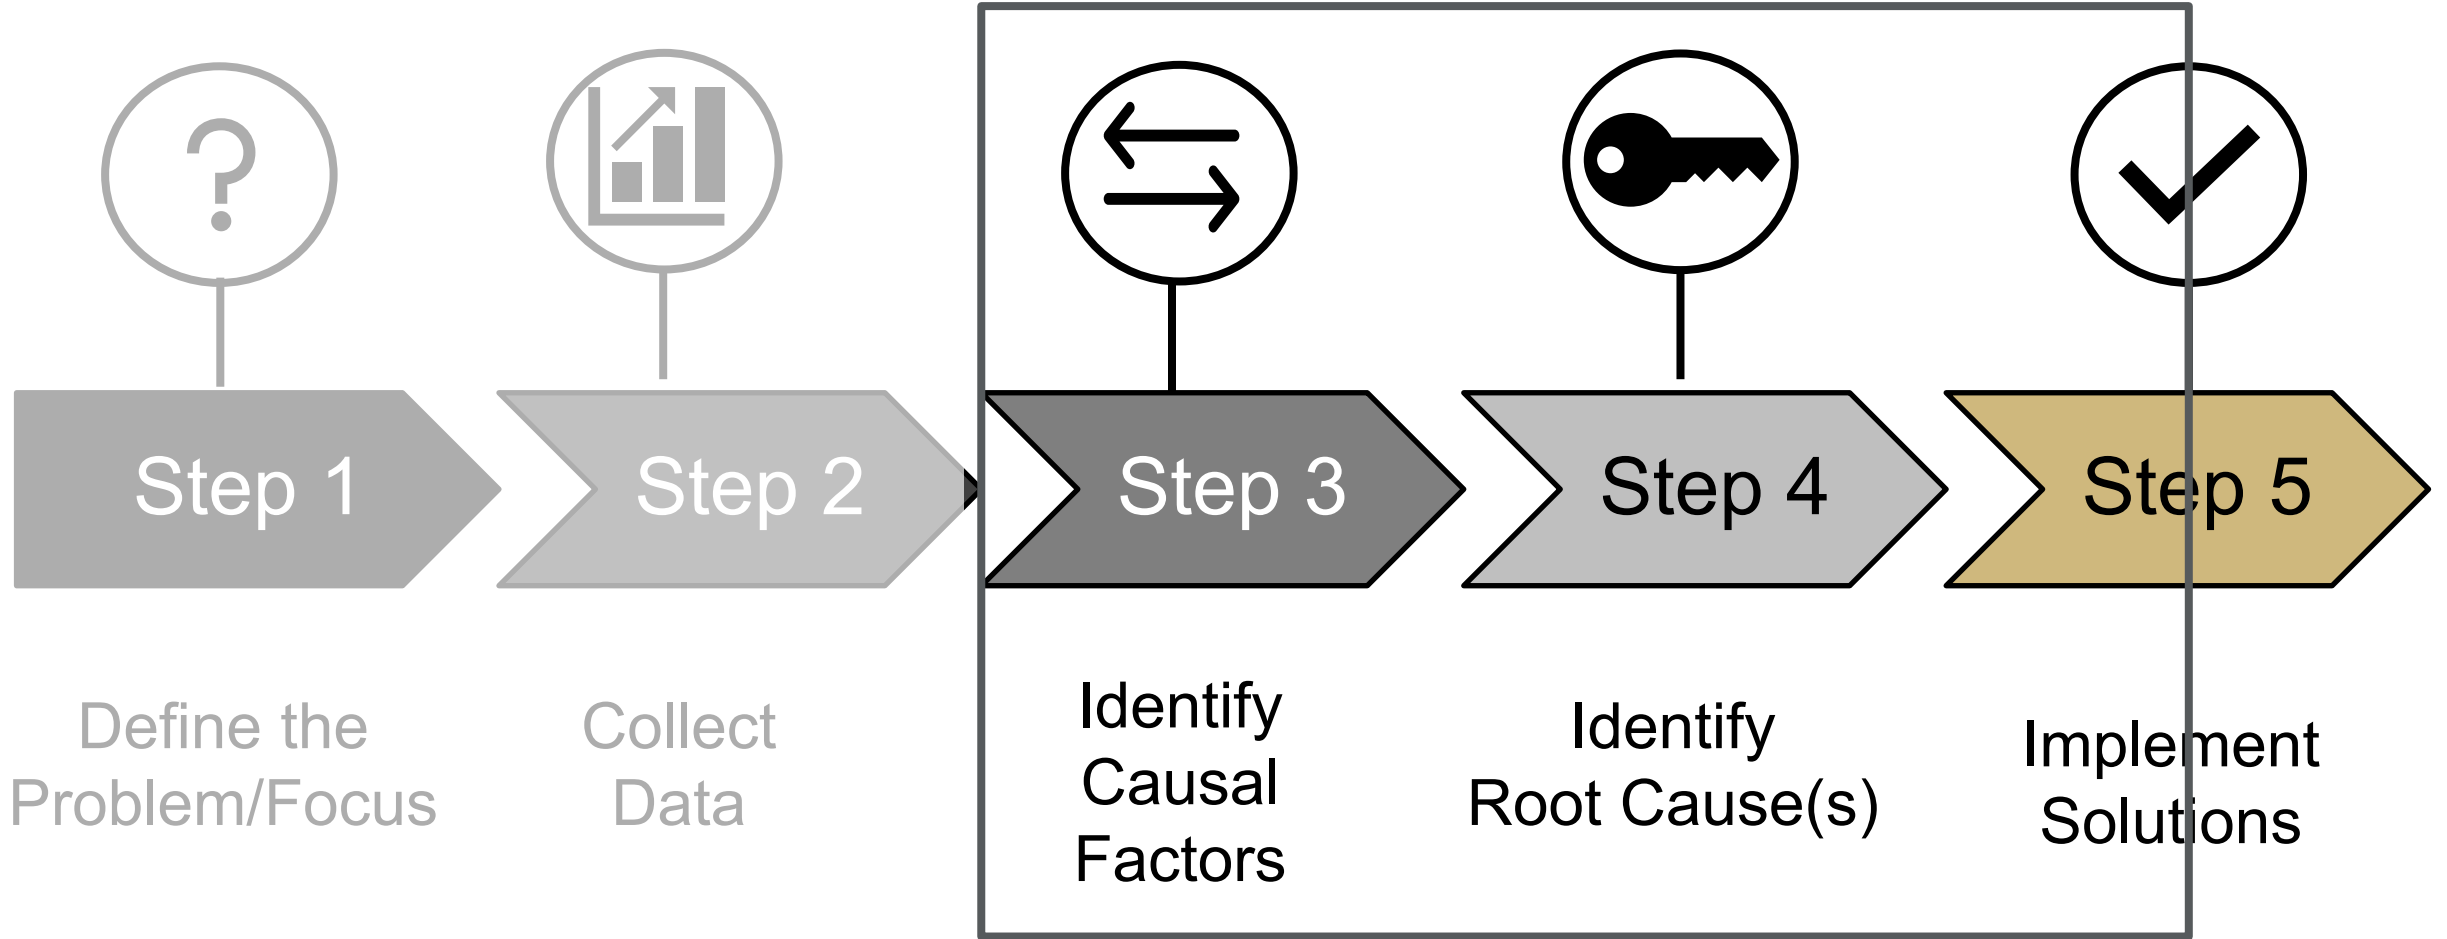 Step 1
Step 2
Step 3
Step 4
Step 5
Define the
Problem/Focus
Collect
Data
Identify
Causal
Factors
Identify
Root Cause(s)
Implement
Solutions